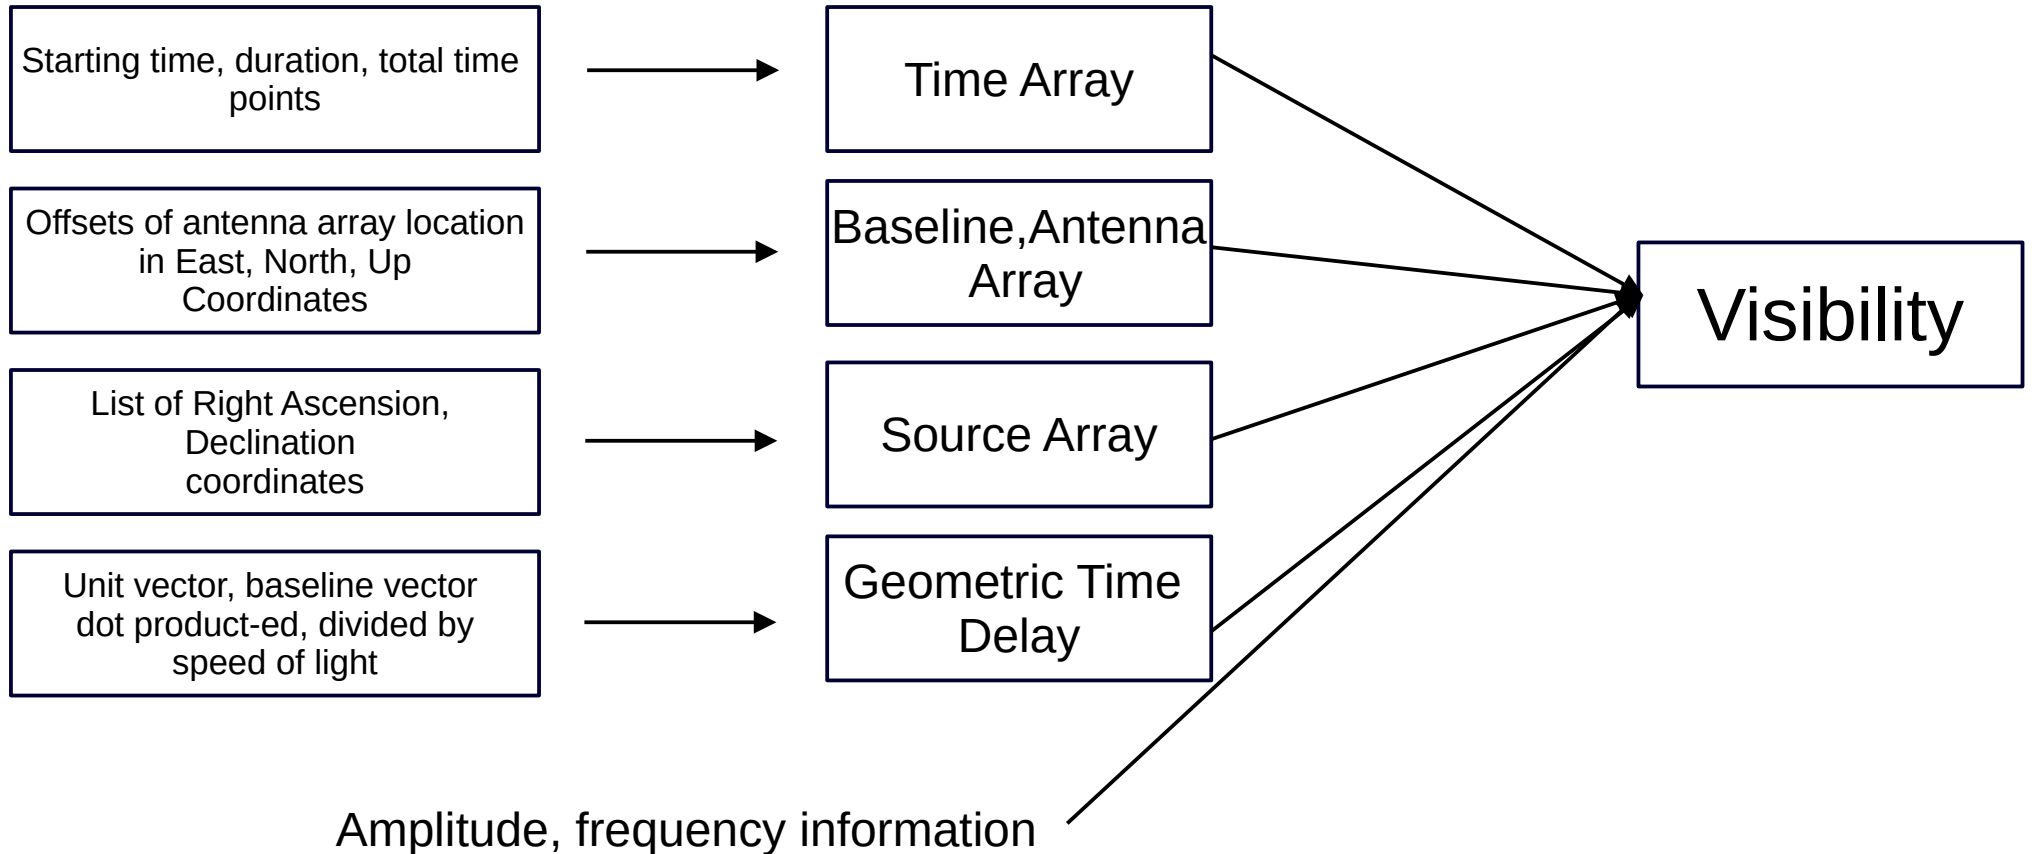 Starting time, duration, total time
points
Time Array
Offsets of antenna array location
in East, North, Up
Coordinates
Baseline,Antenna
Array
Visibility
List of Right Ascension,
Declination
coordinates
Source Array
Unit vector, baseline vector
dot product-ed, divided by
speed of light
Geometric Time
Delay
Amplitude, frequency information